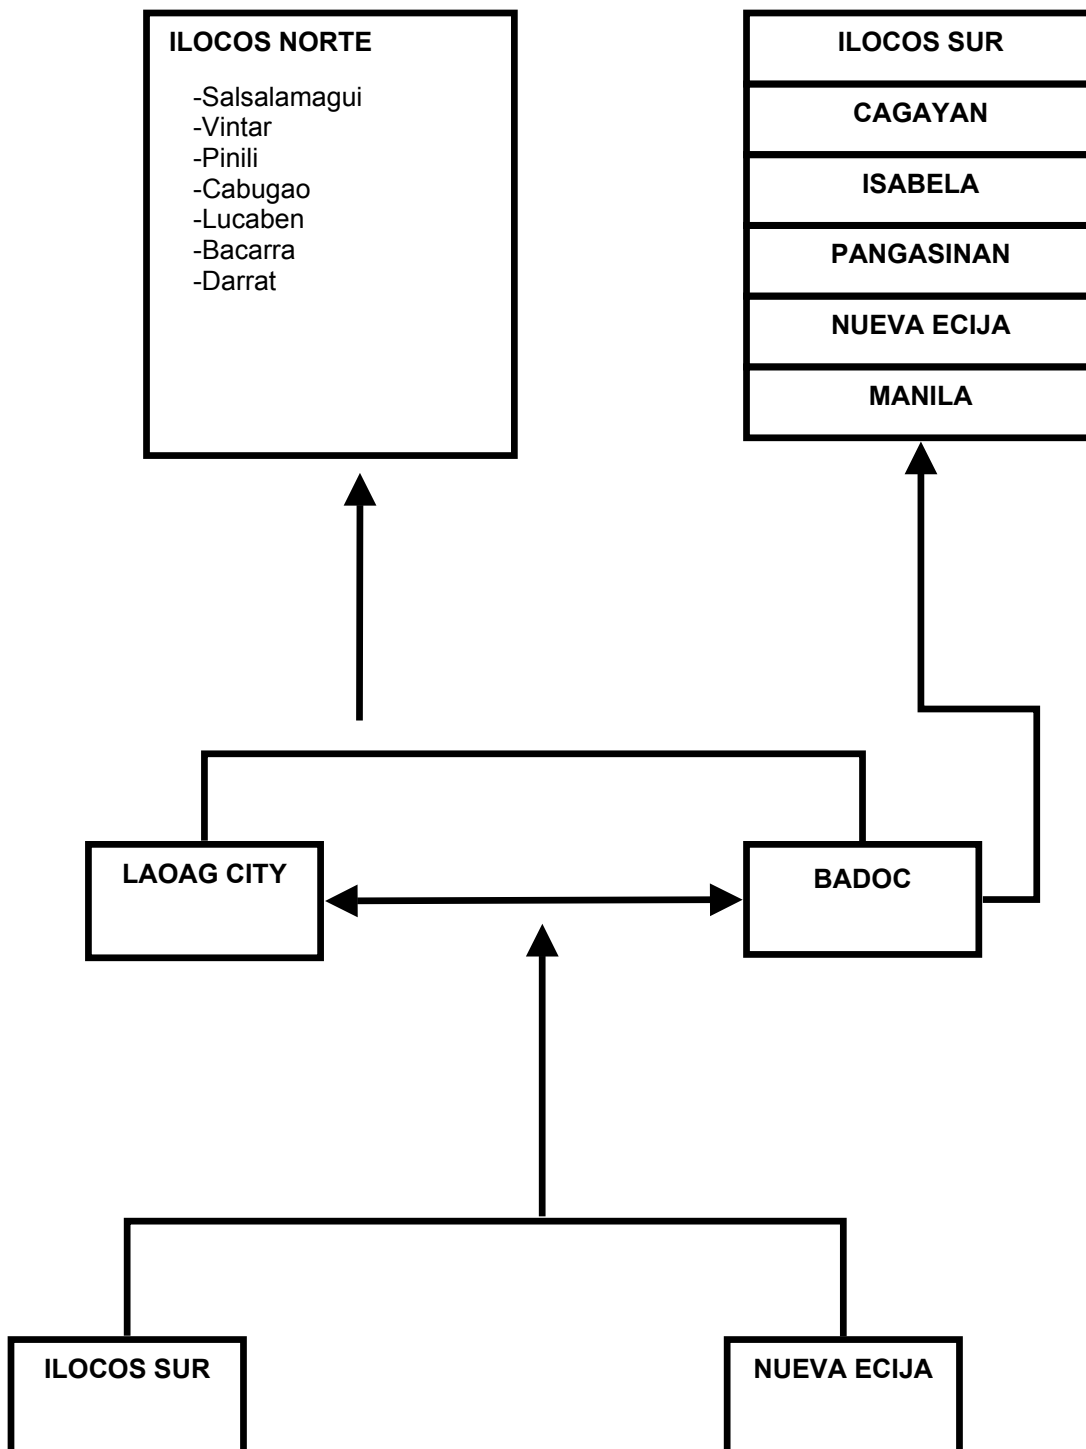 ILOCOS NORTE
-Salsalamagui
-Vintar
-Pinili
-Cabugao
-Lucaben
-Bacarra
-Darrat
ILOCOS SUR
CAGAYAN
ISABELA
PANGASINAN
NUEVA ECIJA
MANILA
LAOAG CITY
BADOC
ILOCOS SUR
NUEVA ECIJA